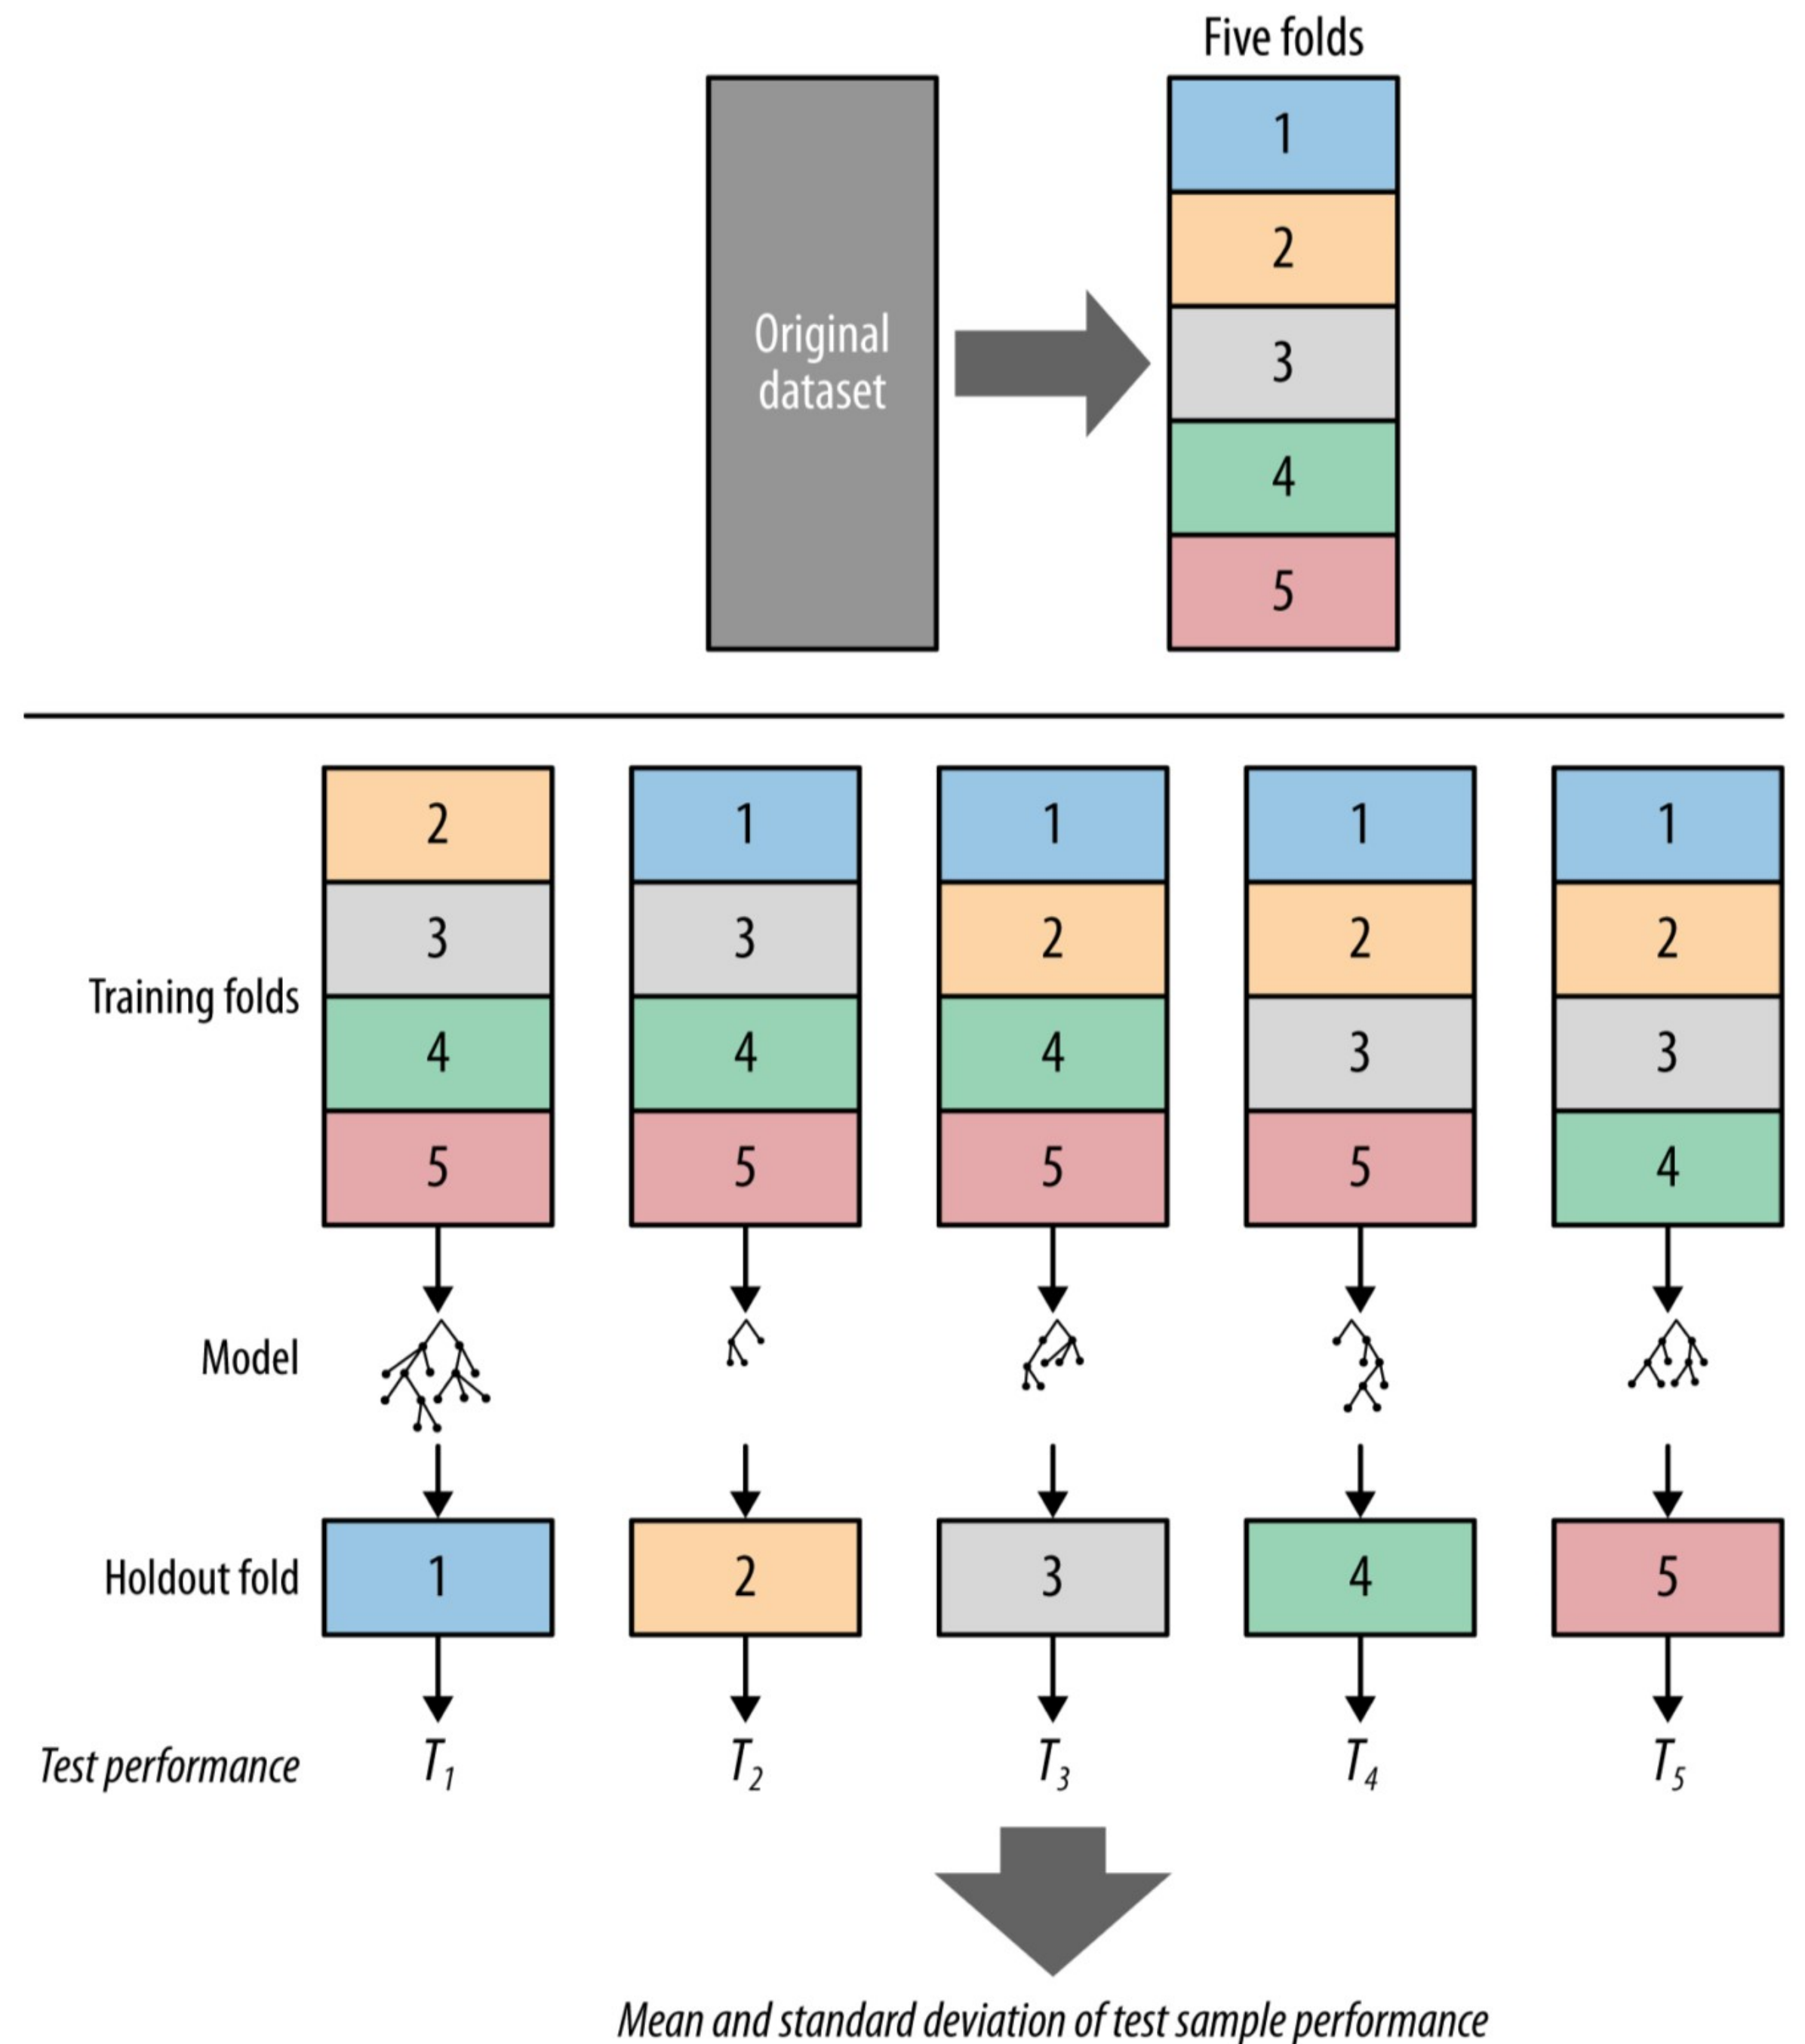 Five folds
1
2
Original
dataset
3
4
5
2 1 1 1 1
3 3 2 2 2
Training folds
4 4 4 3 3
5 5 5 5 4
Model
Holdout fold 1 2 3 4 5
Test performance T1 T2 T3 T4 T5
Mean and standard deviation of test sample performance